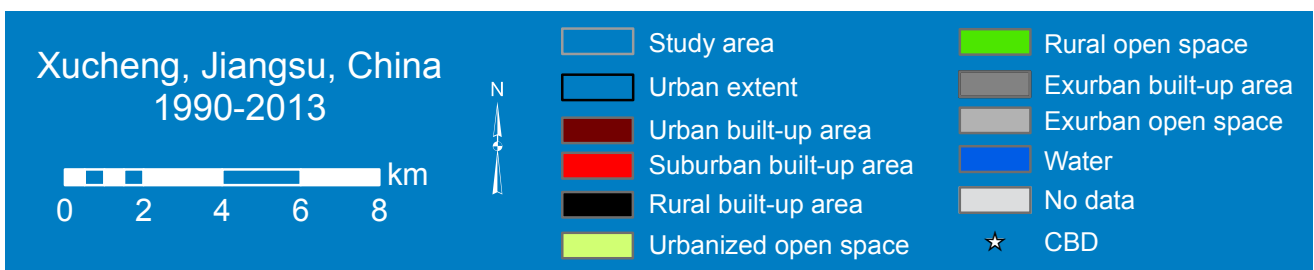 Xucheng, Jiangsu, China
1990-2013
km
0 2 4 6 8
N
Study area
Urban extent
Urban built-up area
Suburban built-up area
Rural built-up area
Urbanized open space
Rural open space
Exurban built-up area
Exurban open space
Water
No data
CBD